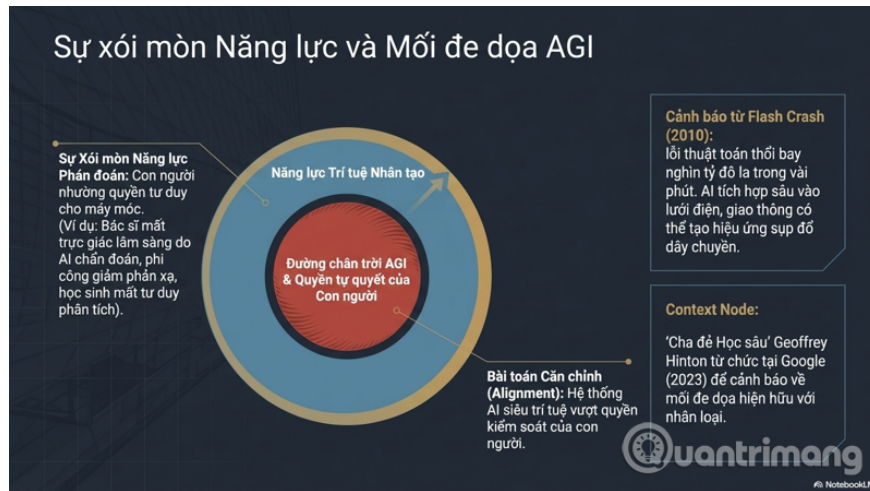 Sự xói mòn Năng lực và Mối đe dọa AGI
Sự Xói mòn Năng lực
Phán đoán: Con người
nhường quyền tư duy
cho máy móc.
(Ví dụ: Bác sĩ mất
trực giác lâm sàng do
AI chẩn đoán, phi
công giảm phản xạ,
học sinh mất tư duy
phân tích).
Năng lực Trí tuệ Nhân tạo
Đường chân trời AGI
& Quyền tự quyết của
Con người
Bài toán Căn chỉnh
(Alignment): Hệ thống
AI siêu trí tuệ vượt quyền
kiểm soát của con
người.
Cảnh báo từ Flash Crash
(2010):
lỗi thuật toán thổi bay
nghìn tỷ đô la trong vài
phút. AI tích hợp sâu vào
lưới điện, giao thông có
thể tạo hiệu ứng sụp đổ
dây chuyền.
Context Node:
‘Cha đẻ Học sâu’ Geoffrey
Hinton từ chức tại Google
(2023) để cảnh báo về
mối đe dọa hiện hữu với
nhân loại.
Quantrimang
NotebookLM